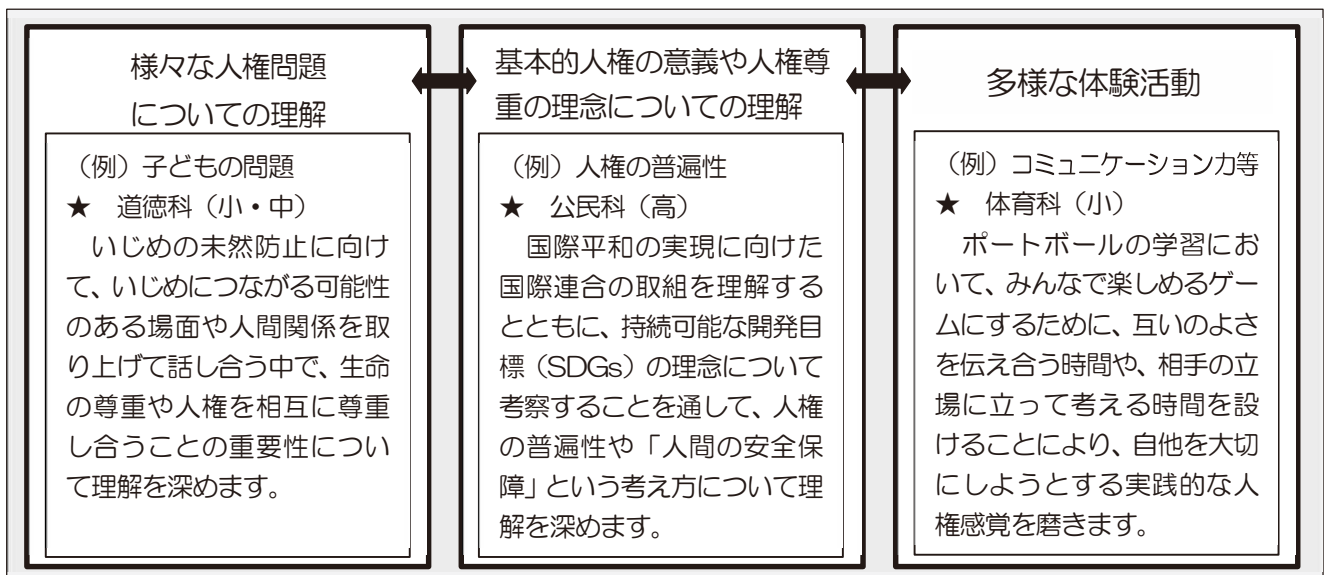 様々な人権問題
についての理解
（例）子どもの問題
★　道徳科（小・中）
　いじめの未然防止に向け
て、いじめにつながる可能性
のある場面や人間関係を取
り上げて話し合う中で、生命
の尊重や人権を相互に尊重
し合うことの重要性につい
て理解を深めます。
基本的人権の意義や人権尊
重の理念についての理解
（例）人権の普遍性
★　公民科（高）
　国際平和の実現に向けた
国際連合の取組を理解する
とともに、持続可能な開発目
標（SDGs）の理念について
考察することを通して、人権
の普遍性や「人間の安全保
障」という考え方について理
解を深めます。
多様な体験活動
（例）コミュニケーション力等
★　体育科（小）
　ポートボールの学習にお
いて、みんなで楽しめるゲー
ムにするために、互いのよさ
を伝え合う時間や、相手の立
場に立って考える時間を設
けることにより、自他を大切
にしようとする実践的な人
権感覚を磨きます。